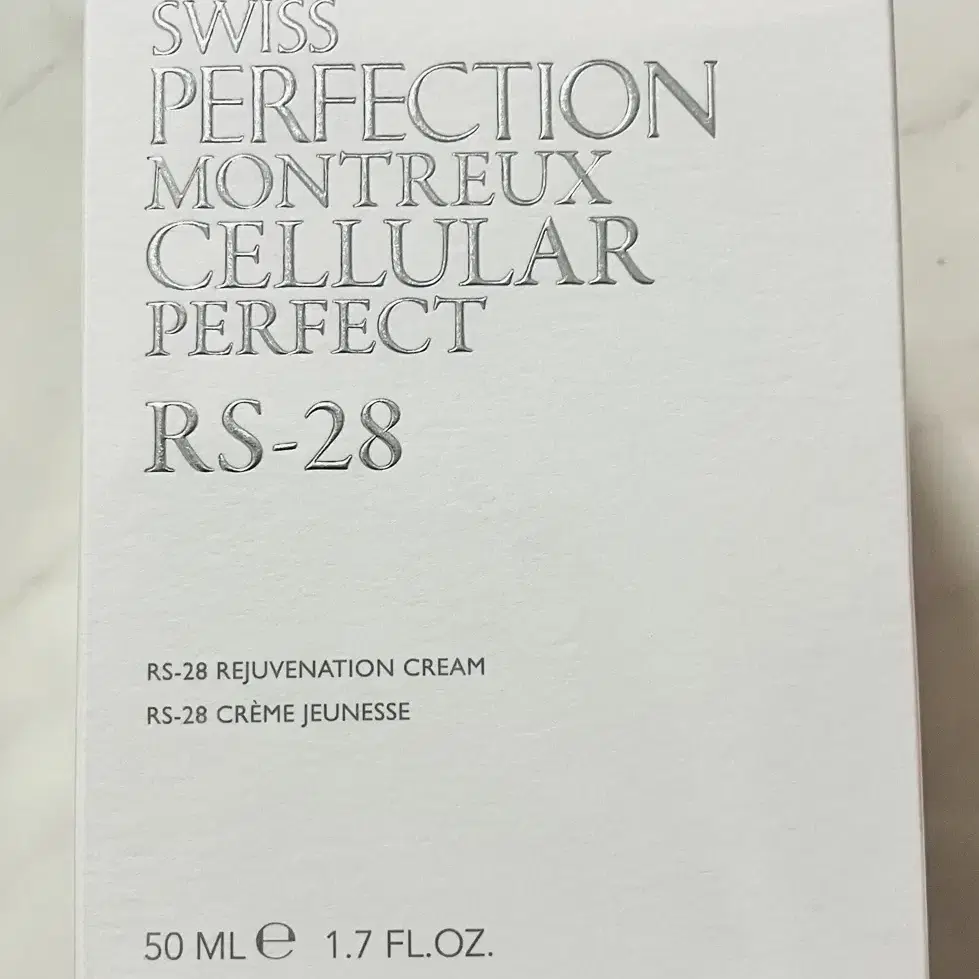 SWISS
PERFECTION
MONTREUX
CELLULAR
PERFECT
RS-28
RS-28 REJUVENATION CREAM
RS-28 CRÈME JEUNESSE
50 ML ℮ 1.7 FL.OZ.